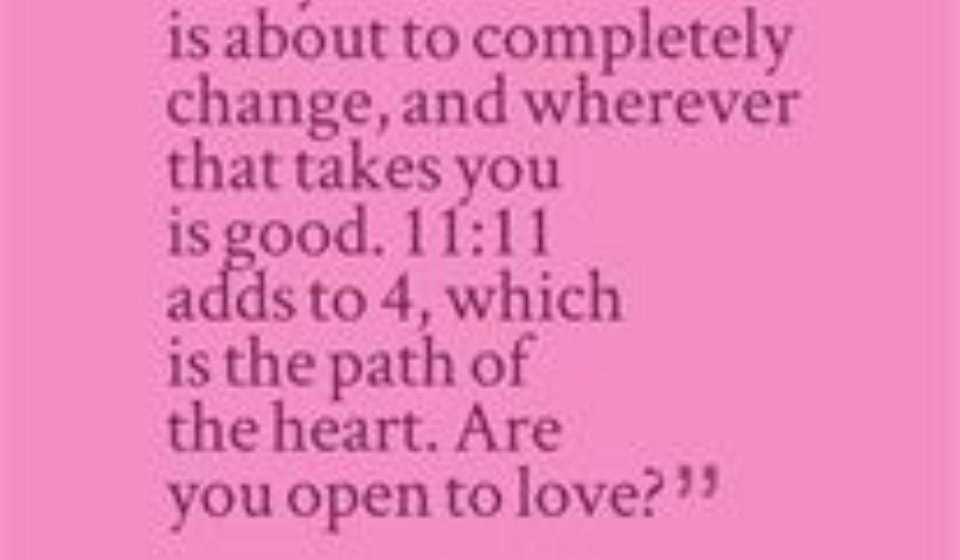 is about to completely
change, and wherever
that takes you
is good. 11:11
adds to 4, which
is the path of
the heart. Are
you open to love?”